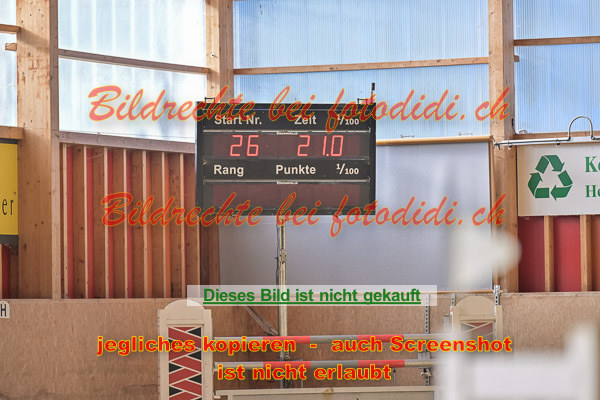 Bildrechte bei fotodidi.ch
Start-Nr. Zeit 1/100
26 21.0
Rang Punkte 1/100
Bildrechte bei fotodidi.ch
Dieses Bild ist nicht gekauft
jegliches kopieren - auch Screenshot
ist nicht erlaubt
er
H